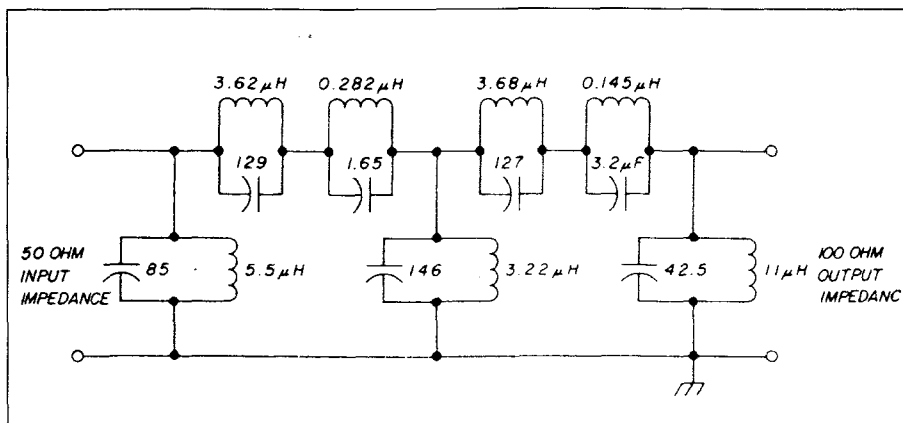 3.62μH
0.282μH
3.68μH
0.145μH
129
1.65
127
3.2μF
50 OHM
INPUT
IMPEDANCE
85
5.5μH
146
3.22μH
42.5
11μH
100 OHM
OUTPUT
IMPEDANC